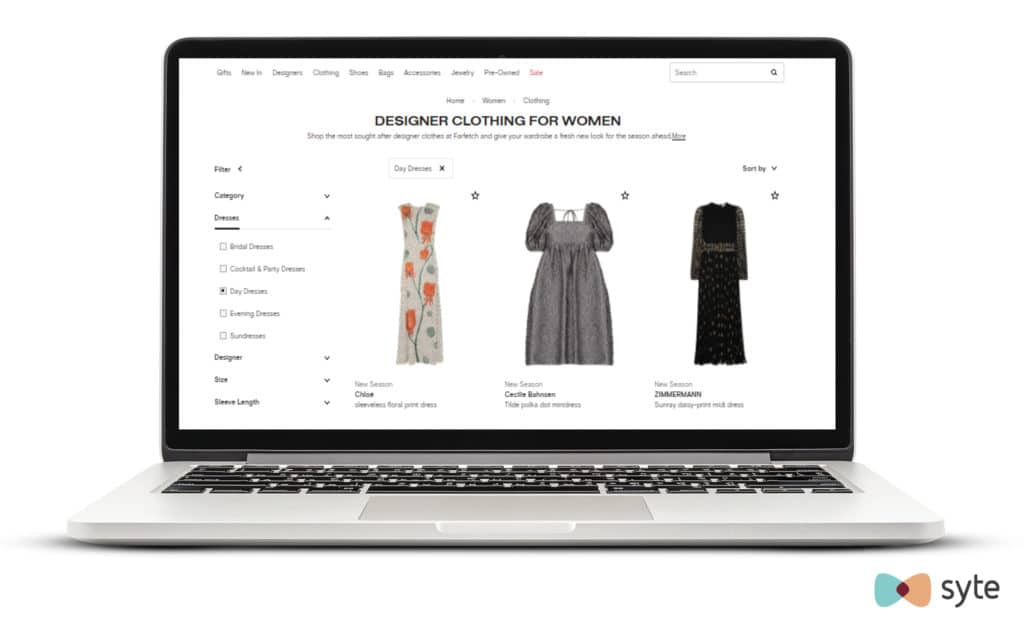 Gifts New In Designers Clothing Shoes Bags Accessories Jewelry Pre-Owned Sale Search
Home Women Clothing
DESIGNER CLOTHING FOR WOMEN
Shop the most sought after designer clothes at Farfetch and give your wardrobe a fresh new look for the season ahead.More
Filter
Day Dresses
Sort by
Category
Dresses
Bridal Dresses
Cocktail & Party Dresses
Day Dresses
Evening Dresses
Sundresses
Designer
Size
Sleeve Length
New Season
Chloé
sleeveless floral print dress
New Season
Cecilie Bahnsen
Tilde polka dot minidress
New Season
ZIMMERMANN
Sunray daisy-print midi dress
syte